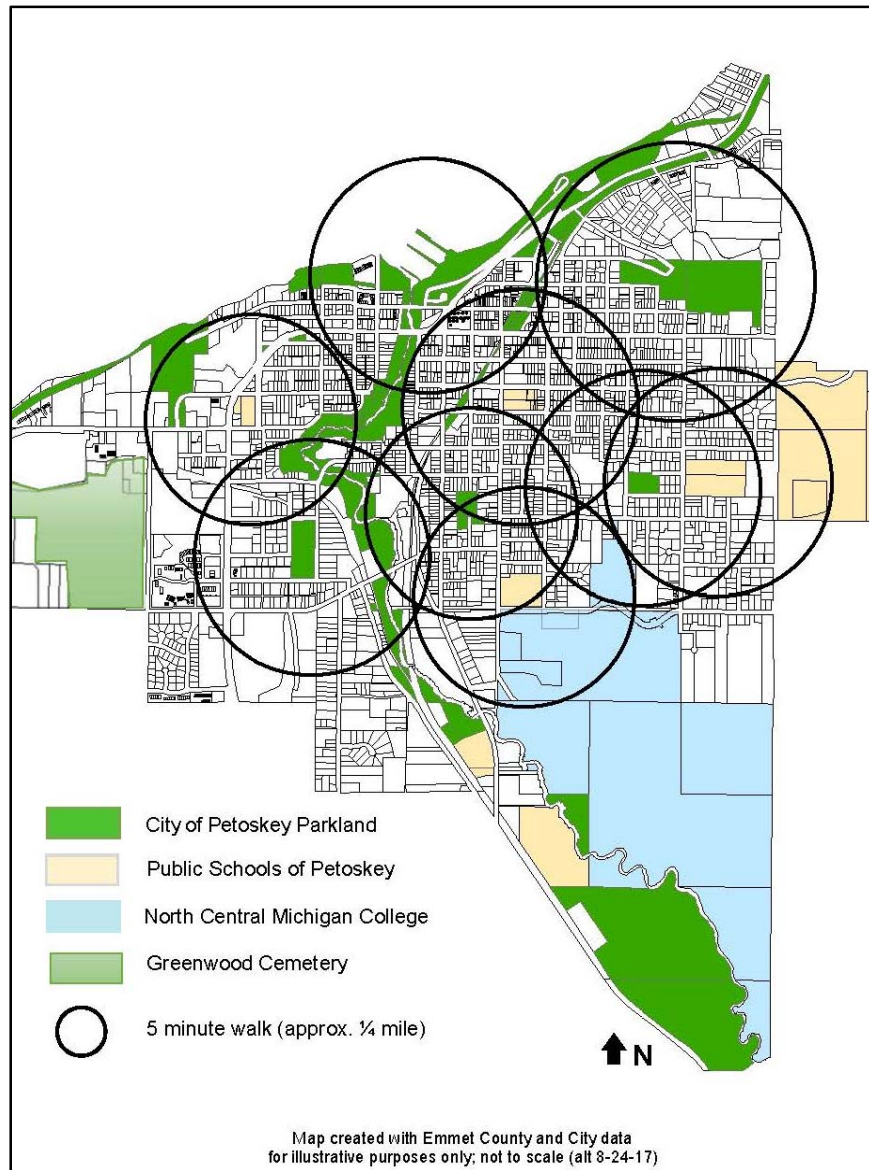 City of Petoskey Parkland
Public Schools of Petoskey
North Central Michigan College
Greenwood Cemetery
5 minute walk (approx. ¼ mile)
N
Map created with Emmet County and City data
for illustrative purposes only; not to scale (alt 8-24-17)